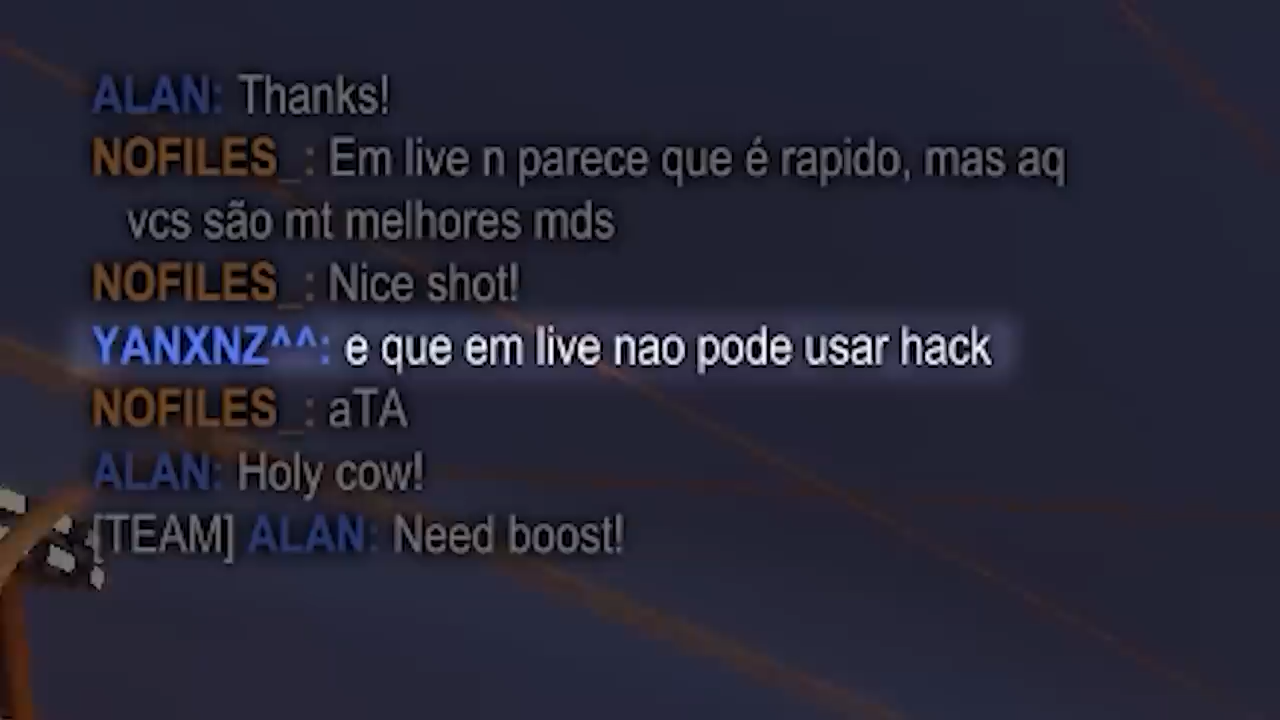 ALAN: Thanks!
NOFILES_: Em live n parece que é rapido, mas aq
vcs são mt melhores mds
NOFILES_: Nice shot!
YANXNZ^^: e que em live nao pode usar hack
NOFILES_: aTA
ALAN: Holy cow!
[TEAM] ALAN: Need boost!